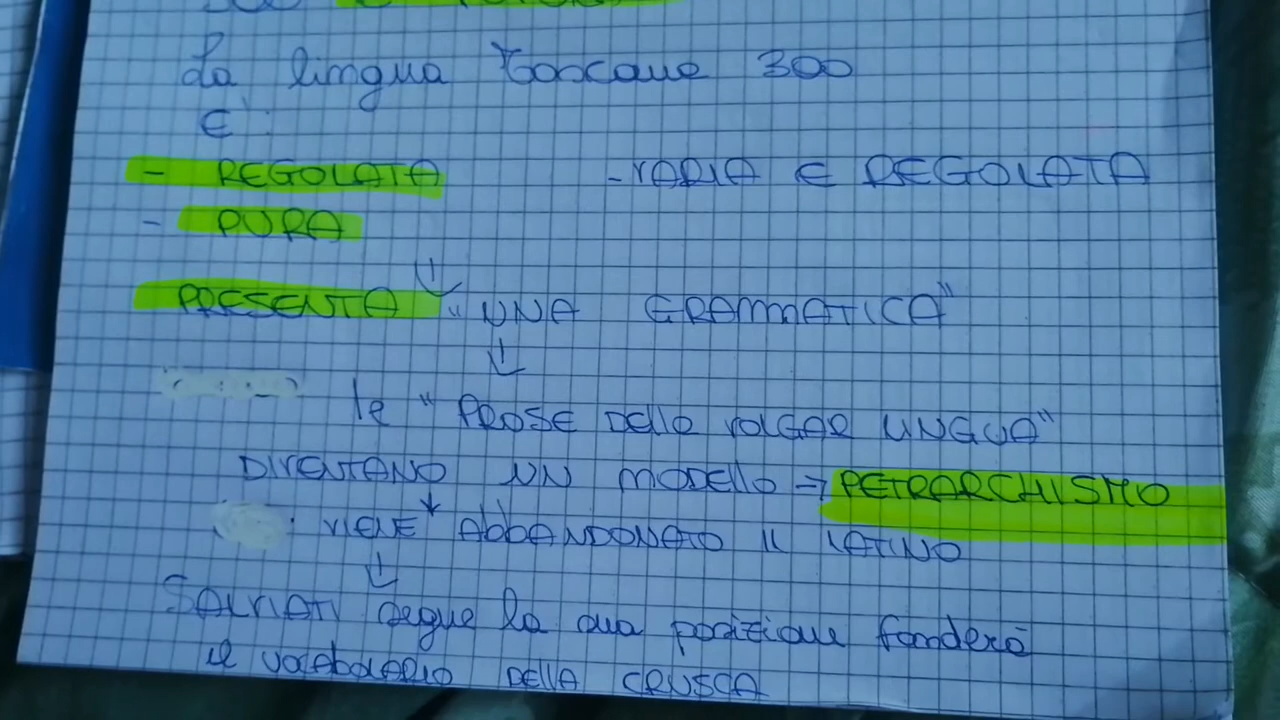 La lingua Toscana 300
E':
- REGOLATA - VARIA E REGOLATA
- PURA
↓
PRESENTA "UNA GRAMMATICA"
↓
le "PROSE DELLA VOLGAR LINGUA"
DIVENTANO UN MODELLO → PETRARCHISMO
↓
VIENE ABBANDONATO IL LATINO
↓
SALVIATI segue la sua posizione fonderà
il VOCABOLARIO DELLA CRUSCA